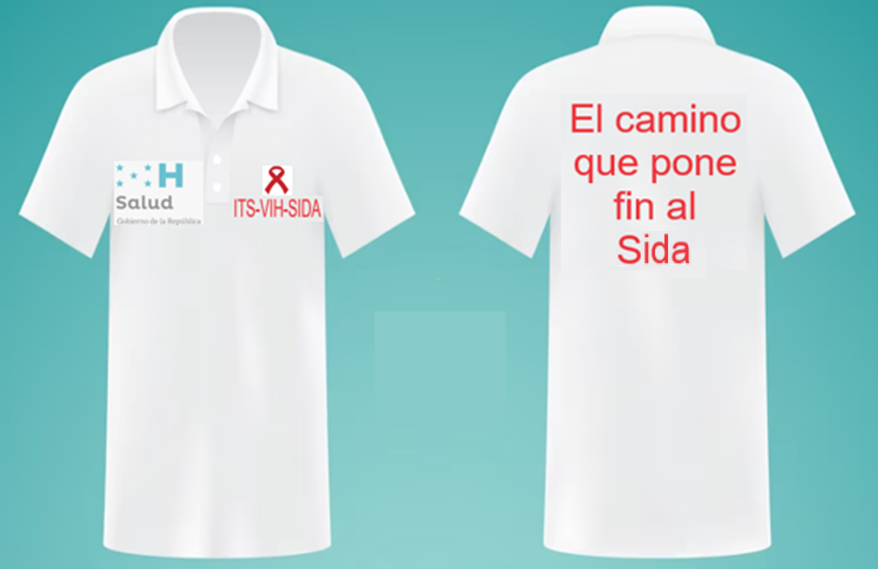 H
Salud
Gobierno de la República
ITS-VIH-SIDA
El camino
que pone
fin al
Sida